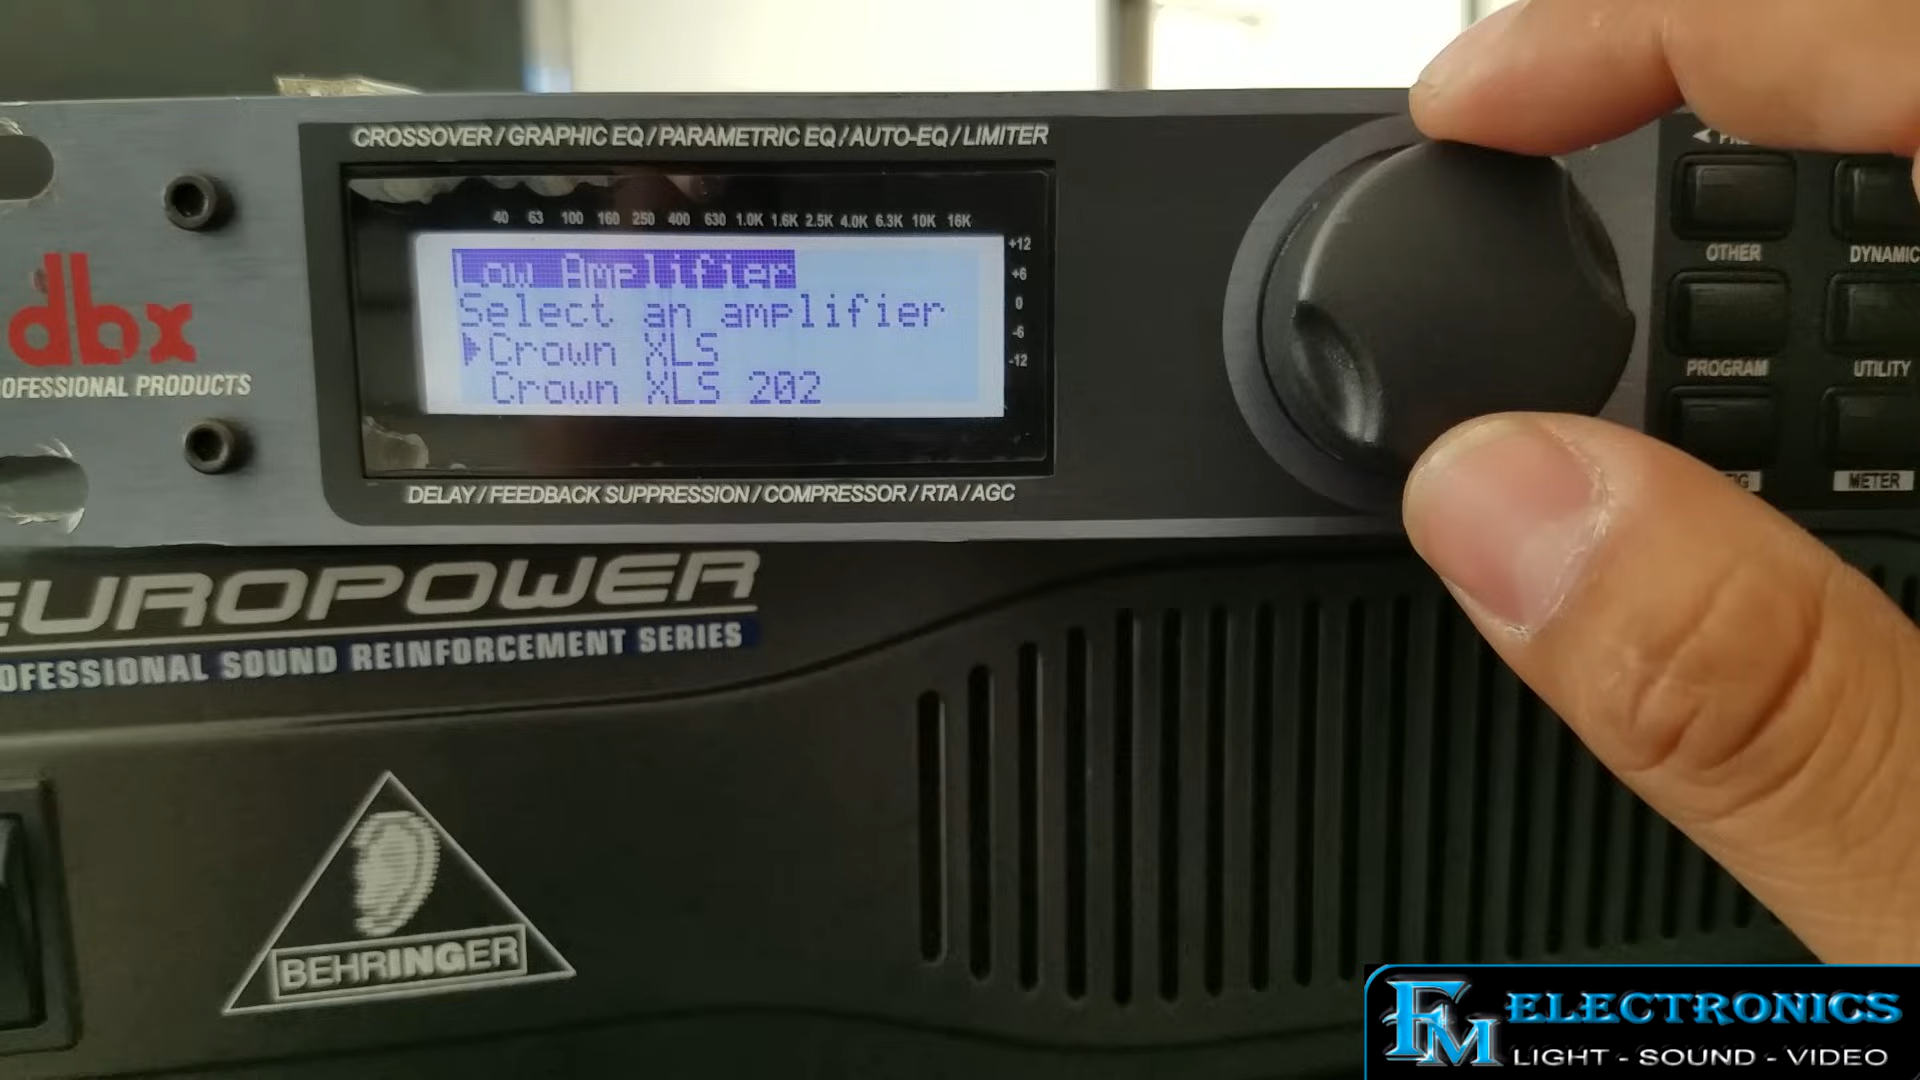 CROSSOVER / GRAPHIC EQ / PARAMETRIC EQ / AUTO-EQ / LIMITER
40 63 100 160 250 400 630 1.0K 1.6K 2.5K 4.0K 6.3K 10K 16K
+12
+6
0
-6
-12
Low Amplifier
Select an amplifier
Crown XLS
Crown XLS 202
dbx
OFESSIONAL PRODUCTS
DELAY / FEEDBACK SUPPRESSION / COMPRESSOR / RTA / AGC
OTHER
DYNAMIC
PROGRAM
UTILITY
METER
EUROPOWER
OFESSIONAL SOUND REINFORCEMENT SERIES
BEHRINGER
FM ELECTRONICS
LIGHT - SOUND - VIDEO